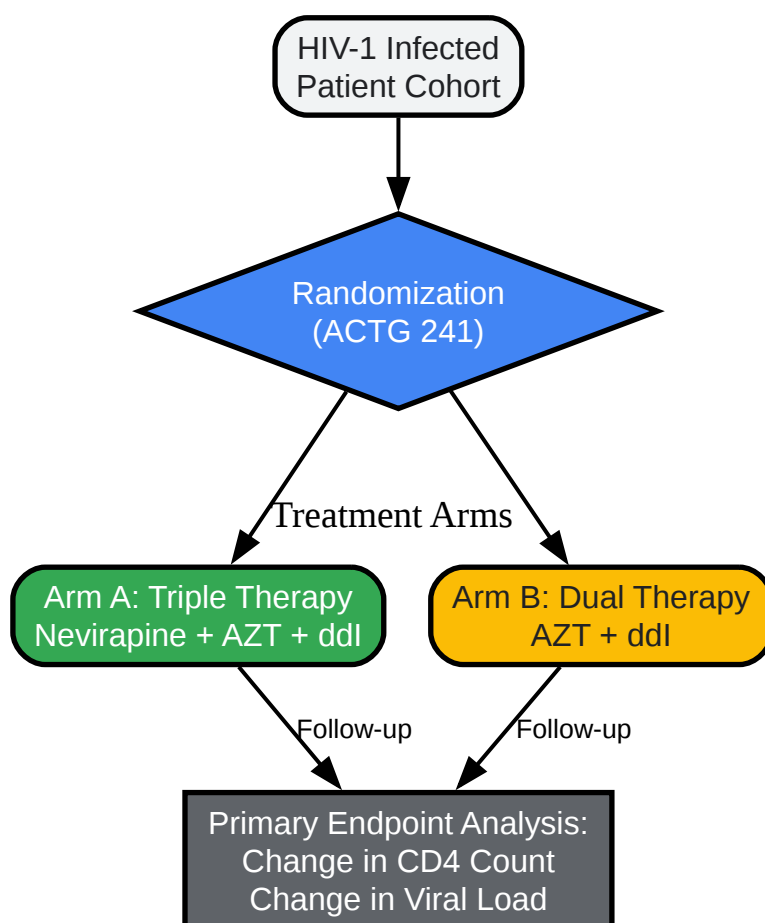 HIV-1 Infected
Patient Cohort
Randomization
(ACTG 241)
Treatment Arms
Arm A: Triple Therapy
Nevirapine + AZT + ddI
Arm B: Dual Therapy
AZT + ddI
Follow-up
Follow-up
Primary Endpoint Analysis:
Change in CD4 Count
Change in Viral Load